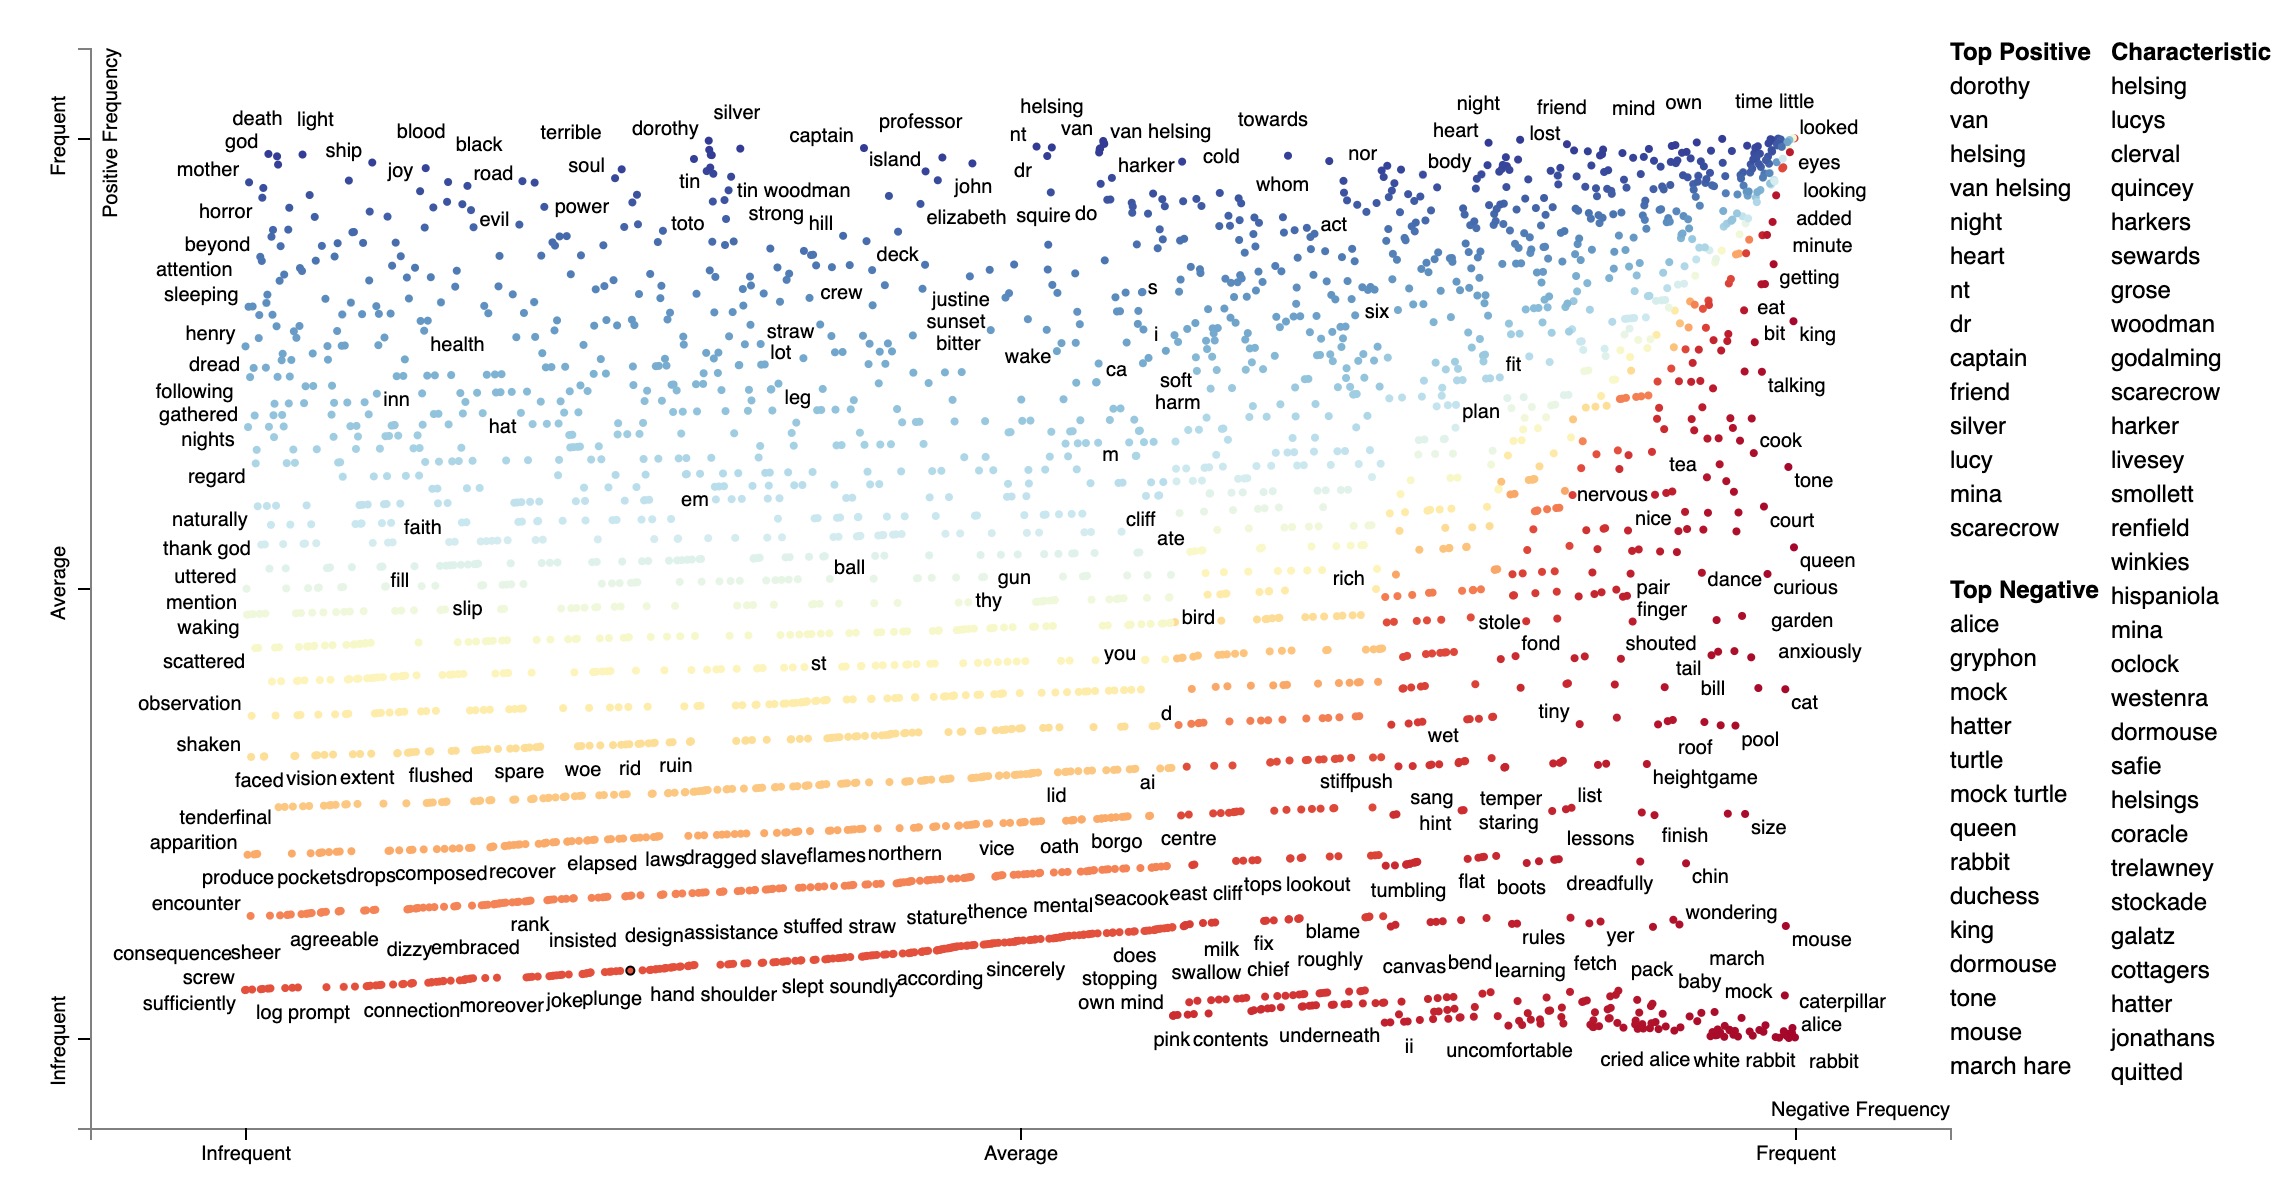 Frequent
Average
Infrequent
Positive Frequency
death light
god
mother
horror
beyond
attention
sleeping
henry
dread
following
gathered
nights
regard
naturally
thank god
uttered
mention
waking
scattered
observation
shaken
ship
blood
black
joy
road
evil
terrible
soul
power
dorothy
silver
tin
tin woodman
toto
strong
hill
captain
professor
island
john
elizabeth
deck
crew
helsing
nt
van
van helsing
dr
harker
squire
do
towards
cold
whom
nor
act
night
heart
body
friend
lost
mind
own
time
little
looked
eyes
looking
added
minute
getting
eat
bit
king
talking
cook
tea
tone
nervous
nice
court
queen
dance
curious
pair
finger
garden
stole
fond
shouted
anxiously
tail
bill
cat
tiny
wet
roof
pool
height
game
health
straw
lot
justine
sunset
bitter
wake
s
i
six
ca
soft
harm
fit
plan
inn
hat
leg
m
em
faith
cliff
ate
fill
slip
ball
gun
thy
rich
bird
st
you
d
faced vision extent flushed spare woe rid ruin
tender final
apparition
lid
ai
stiff push
sang
hint
temper
staring
list
lessons
finish
size
produce pockets drops composed recover elapsed laws dragged slave flames northern vice oath borgo centre
encounter
rank
agreeable
dizzy embraced
insisted
design assistance stuffed straw stature thence mental seacook east cliff tops lookout
tumbling
flat
boots
dreadfully
chin
consequence sheer
screw
sufficiently
log prompt connection moreover joke plunge hand shoulder slept soundly according sincerely
does
stopping
own mind
milk
fix
blame
swallow chief roughly
canvas bend learning
rules
yer
fetch
pack
wondering
mouse
march
baby
mock
caterpillar
alice
pink contents underneath
ii
uncomfortable
cried alice white rabbit rabbit
Negative Frequency
Infrequent
Average
Frequent
Top Positive
dorothy
van
helsing
van helsing
night
heart
nt
dr
captain
friend
silver
lucy
mina
scarecrow
Top Negative
alice
gryphon
mock
hatter
turtle
mock turtle
queen
rabbit
duchess
king
dormouse
tone
mouse
march hare
Characteristic
helsing
lucys
clerval
quincey
harkers
sewards
grose
woodman
godalming
scarecrow
harker
livesey
smollett
renfield
winkies
hispaniola
mina
oclock
westenra
dormouse
safie
helsings
coracle
trelawney
stockade
galatz
cottagers
hatter
jonathans
quitted